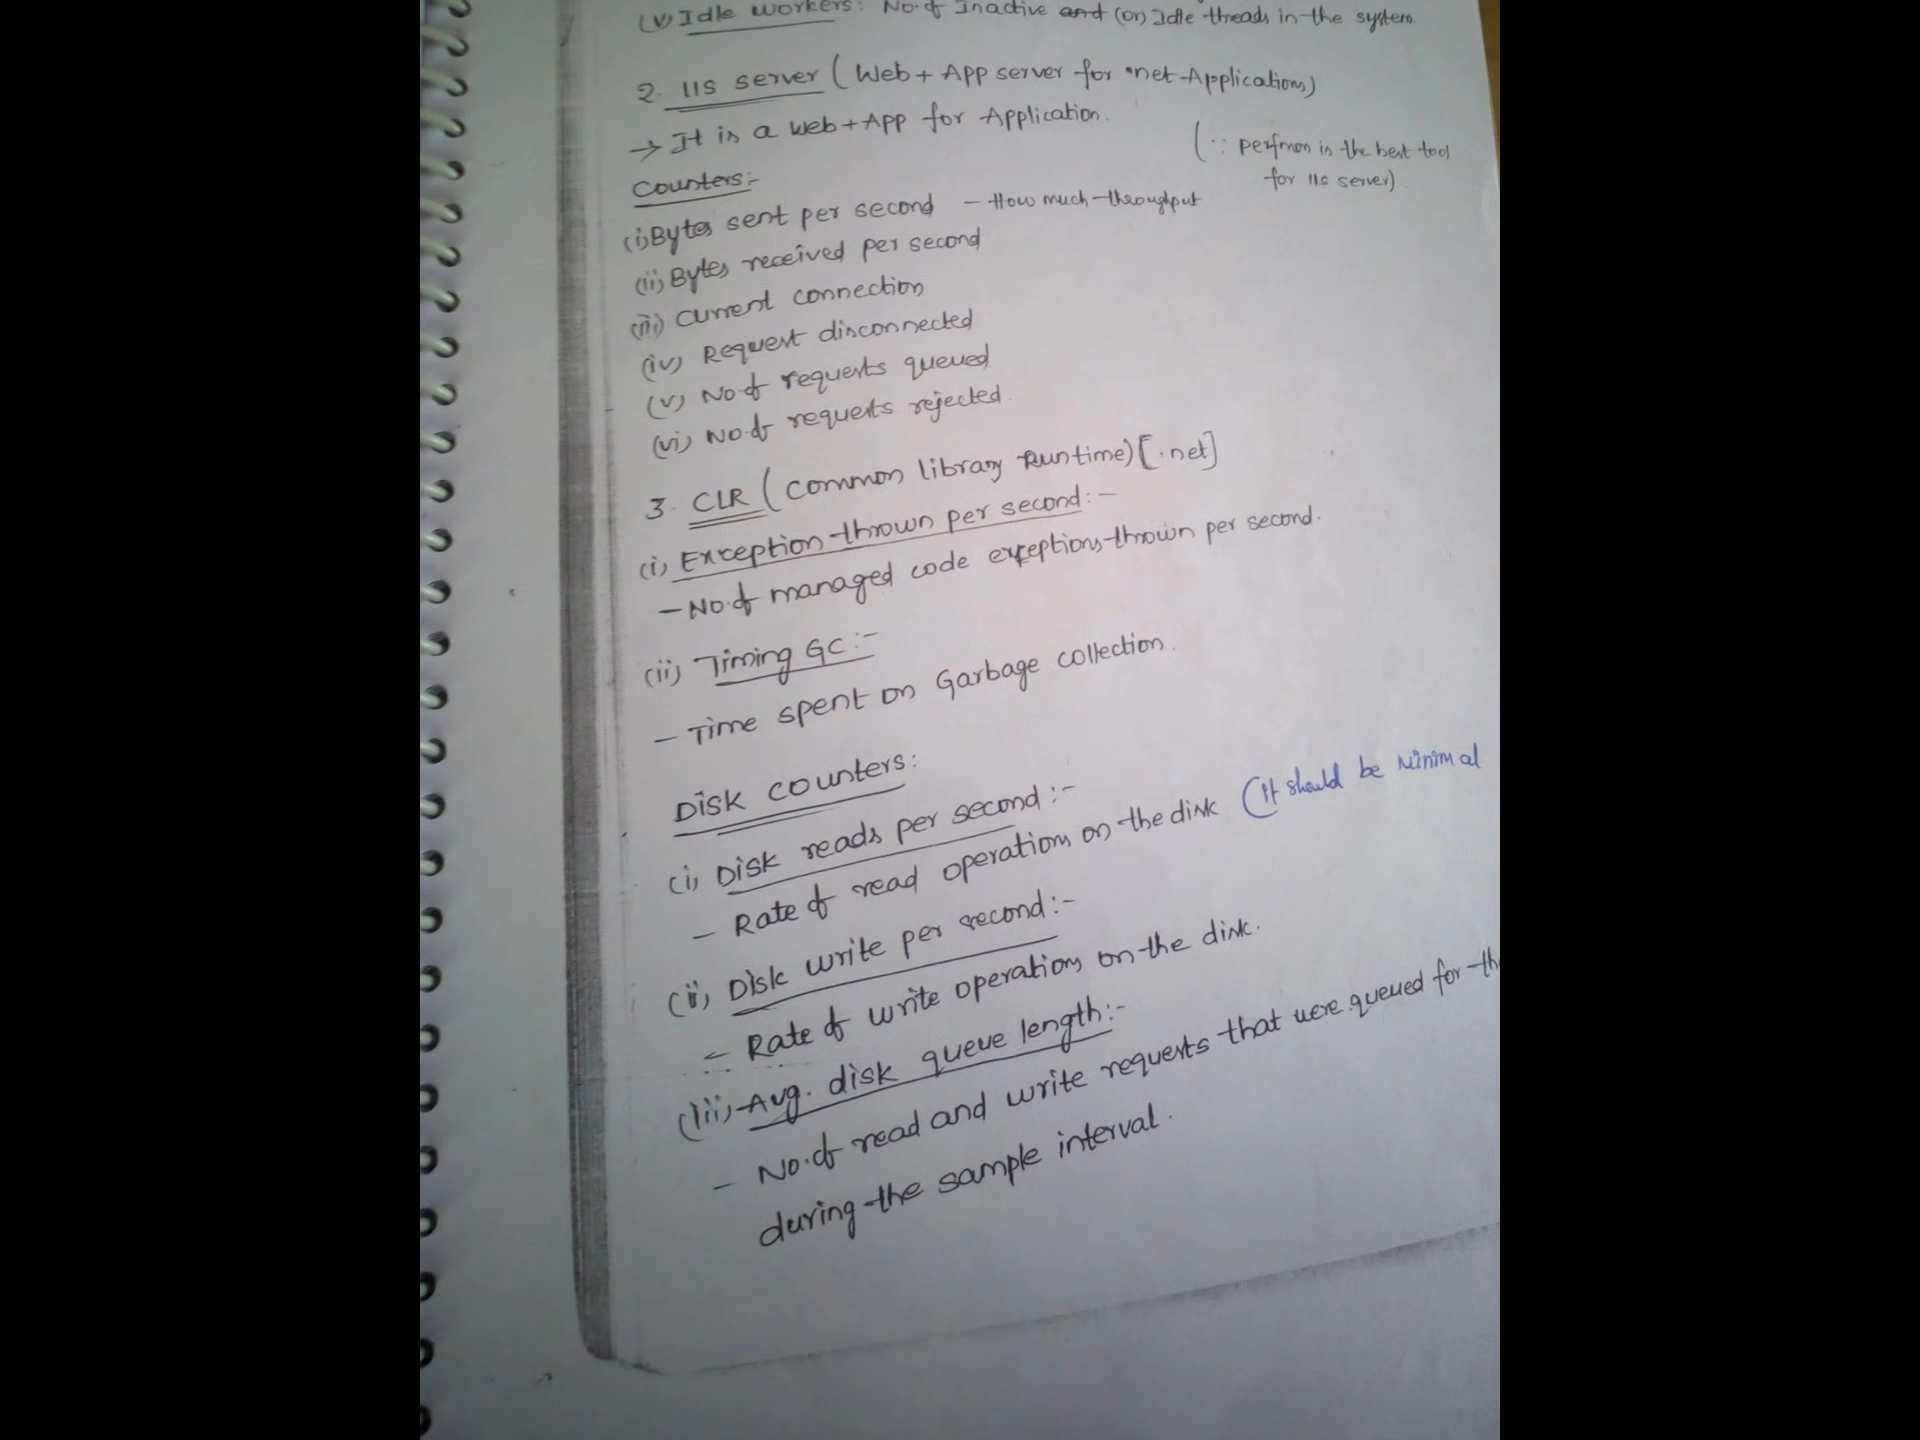 (v) Idle workers: No.of Inactive and (or) Idle threads in the system
2. IIS server (Web + App server for .net Applications)
→ It is a web + App for Application.
(∵ perfmon is the best tool
for IIS server)
Counters:-
(i) Bytes sent per second - How much throughput
(ii) Bytes received per second
(iii) Current connection
(iv) Request disconnected
(v) No.of requests queued
(vi) No.of requests rejected.
3. CLR (Common library Runtime) [.net]
(i) Exception thrown per second:-
- No.of managed code exceptions thrown per second.
(ii) Timing GC:-
- Time spent on Garbage collection.
Disk counters:
(i) Disk reads per second:-
- Rate of read operations on the disk (It should be Minimal
(ii) Disk write per second:-
- Rate of write operations on the disk.
(iii) Avg. disk queue length:-
- No.of read and write requests that were queued for th
during the sample interval.